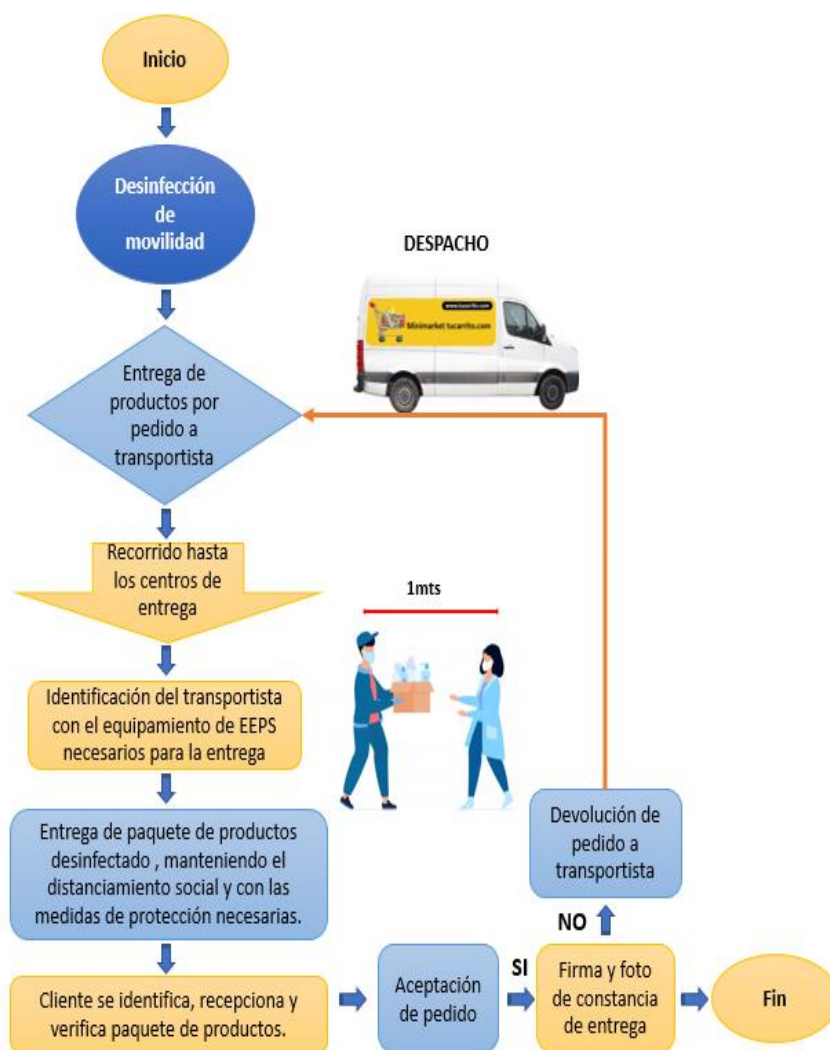 Inicio
Desinfección
de
movilidad
DESPACHO
www.tucarrito.com
Minimarket tucarrito.com
Entrega de
productos por
pedido a
transportista
Recorrido hasta
los centros de
entrega
1mts
Identificación del transportista
con el equipamiento de EEPS
necesarios para la entrega
Entrega de paquete de productos
desinfectado , manteniendo el
distanciamiento social y con las
medidas de protección necesarias.
Devolución de
pedido a
transportista
NO
Cliente se identifica, recepciona y
verifica paquete de productos.
Aceptación
de pedido
SI
Firma y foto
de constancia
de entrega
Fin